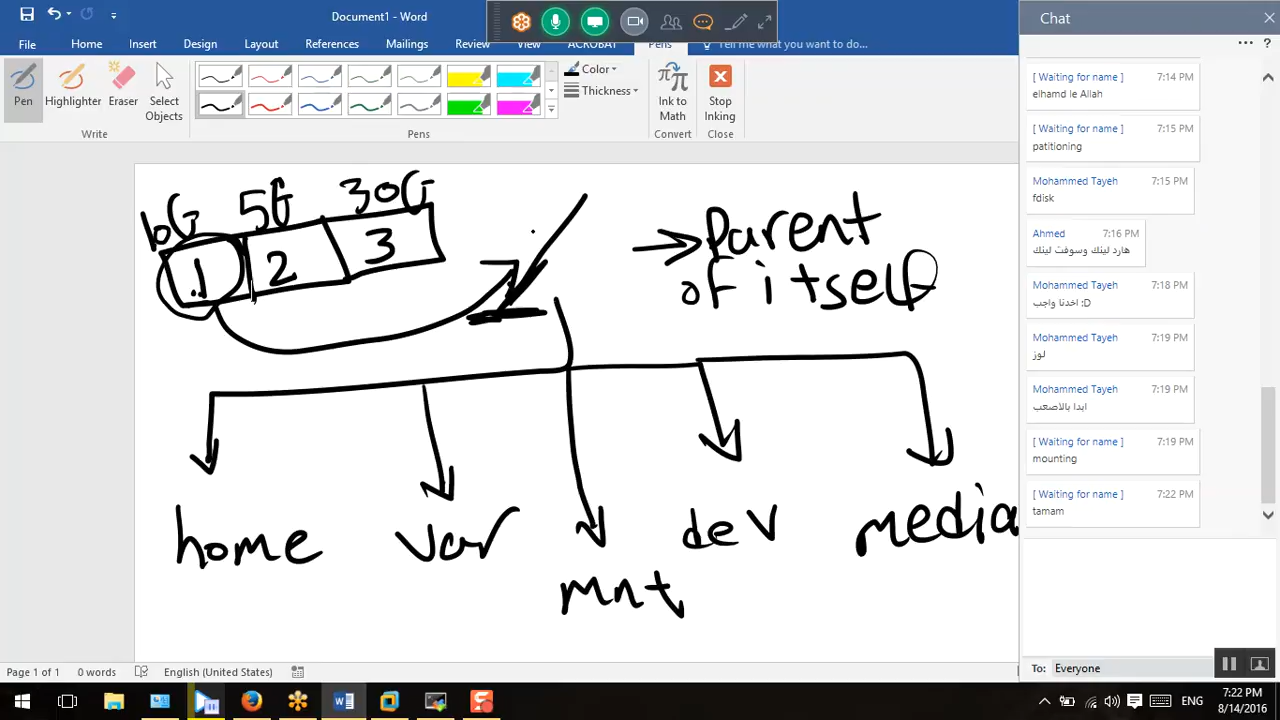 Document1 - Word
Chat
File Home Insert Design Layout References Mailings Review View ACROBAT Pens Tell me what you want to do...
Pen Highlighter Eraser Select Objects
Color
Thickness
Ink to Math
Stop Inking
Write Pens Convert Close
[ Waiting for name ] 7:14 PM
elhamd le Allah
[ Waiting for name ] 7:15 PM
patitioning
Mohammed Tayeh 7:15 PM
fdisk
Ahmed 7:16 PM
هارد لينك وسوفت لينك
Mohammed Tayeh 7:18 PM
اخدنا واجب :D
Mohammed Tayeh 7:19 PM
لوز
Mohammed Tayeh 7:19 PM
ابدا بالاصعب
[ Waiting for name ] 7:19 PM
mounting
[ Waiting for name ] 7:22 PM
tamam
To: Everyone
5G 30G
1 2 3
/
Parent
of itself
home var mnt dev media
Page 1 of 1 0 words English (United States)
ENG 7:22 PM
8/14/2016